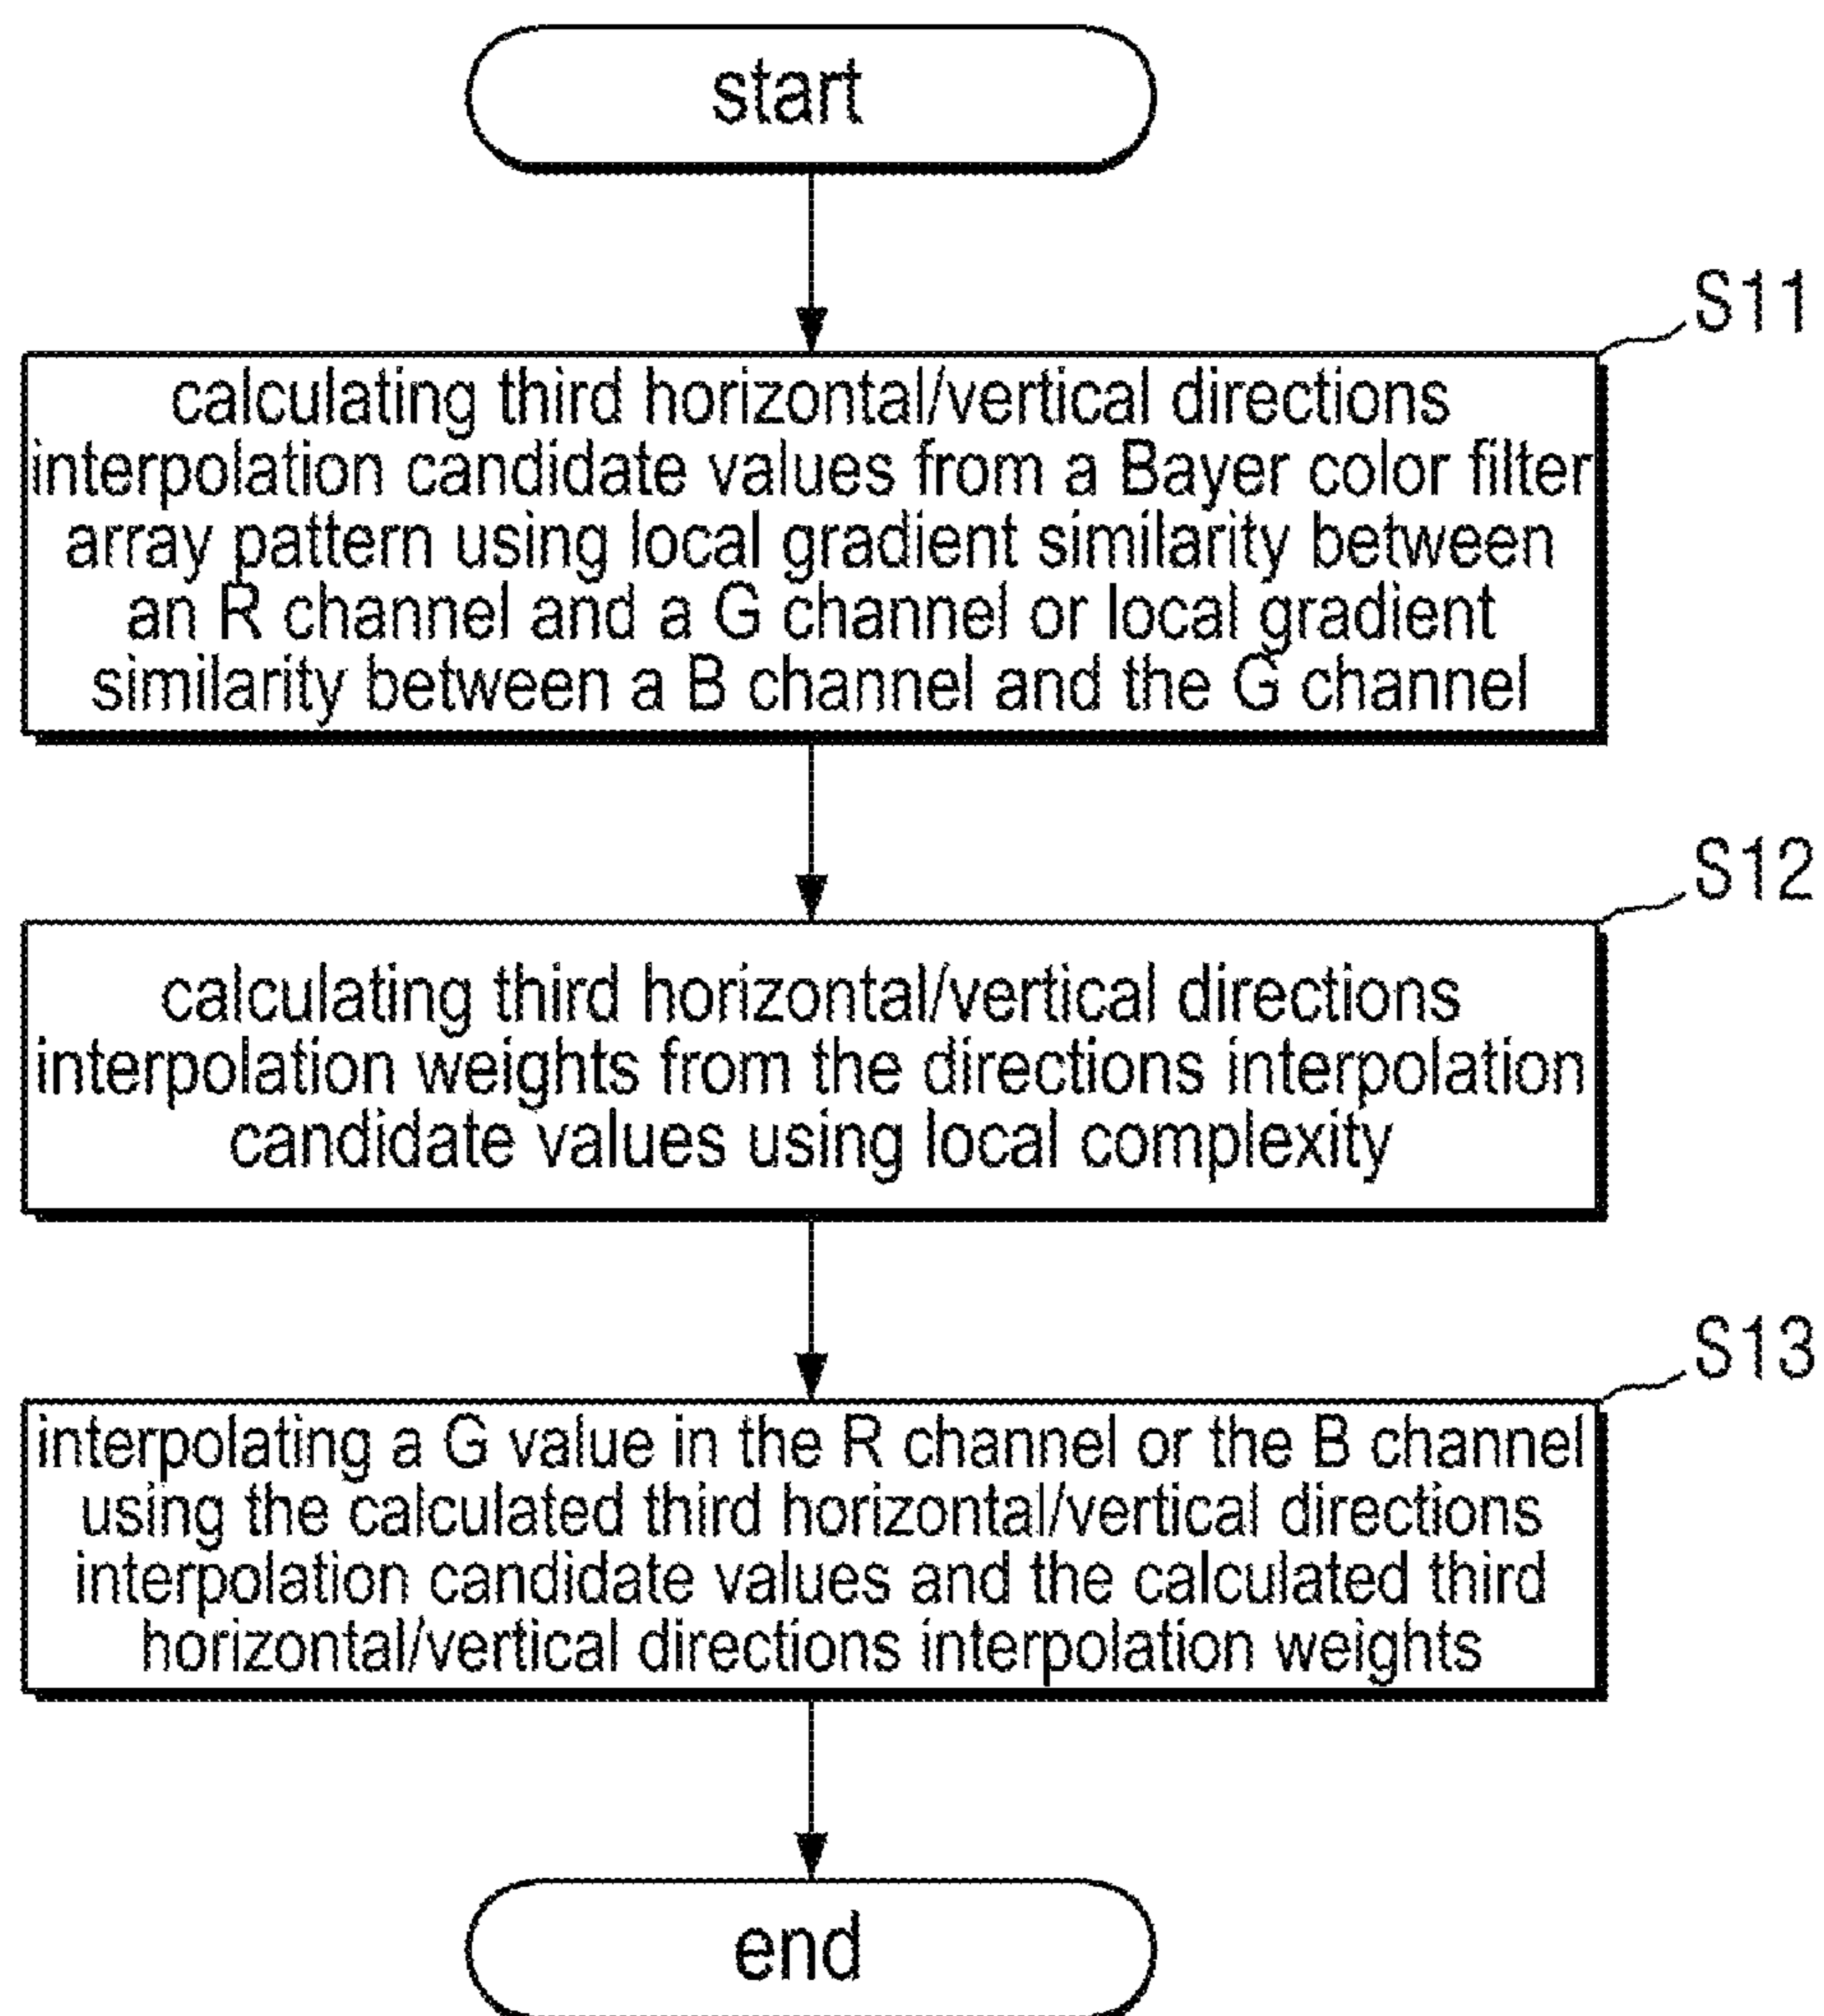 start
S11
calculating third horizontal/vertical directions
interpolation candidate values from a Bayer color filter
array pattern using local gradient similarity between
an R channel and a G channel or local gradient
similarity between a B channel and the G channel
S12
calculating third horizontal/vertical directions
interpolation weights from the directions interpolation
candidate values using local complexity
S13
interpolating a G value in the R channel or the B channel
using the calculated third horizontal/vertical directions
interpolation candidate values and the calculated third
horizontal/vertical directions interpolation weights
end